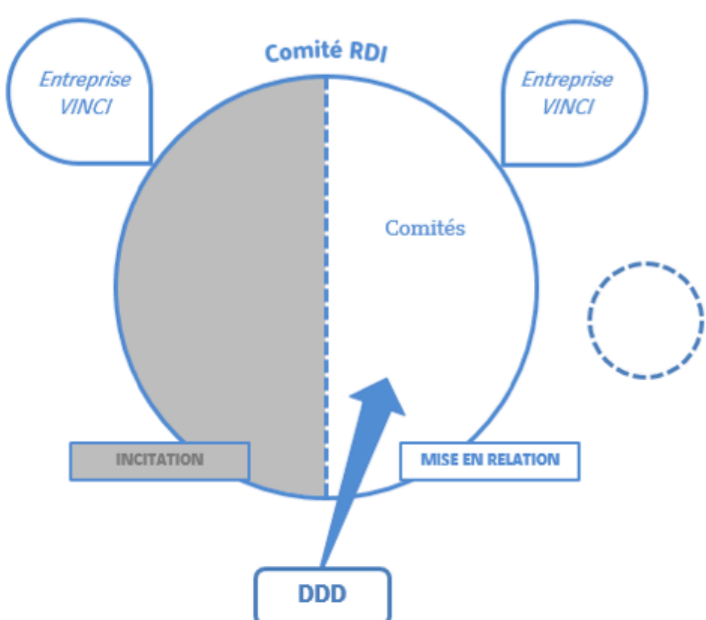 Comité RDI
Entreprise
VINCI
Entreprise
VINCI
Comités
INCITATION
MISE EN RELATION
DDD